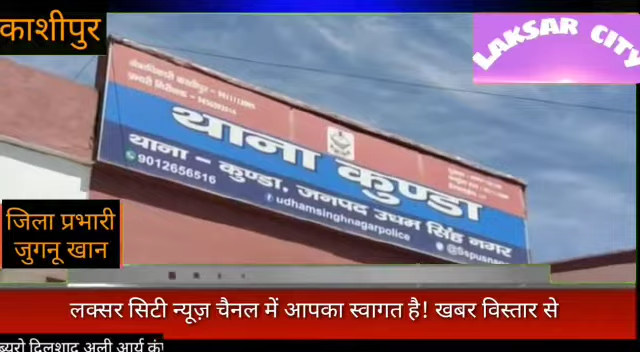 काशीपुर
LAKSAR CITY
थाना कुण्डा
थाना – कुण्डा, जनपद उधम सिंह नगर
9012656516
udhamsinghnagarpolice
जिला प्रभारी
जुगनू खान
लक्सर सिटी न्यूज़ चैनल में आपका स्वागत है! खबर विस्तार से
ब्यूरो दिलशाद अली आर्य